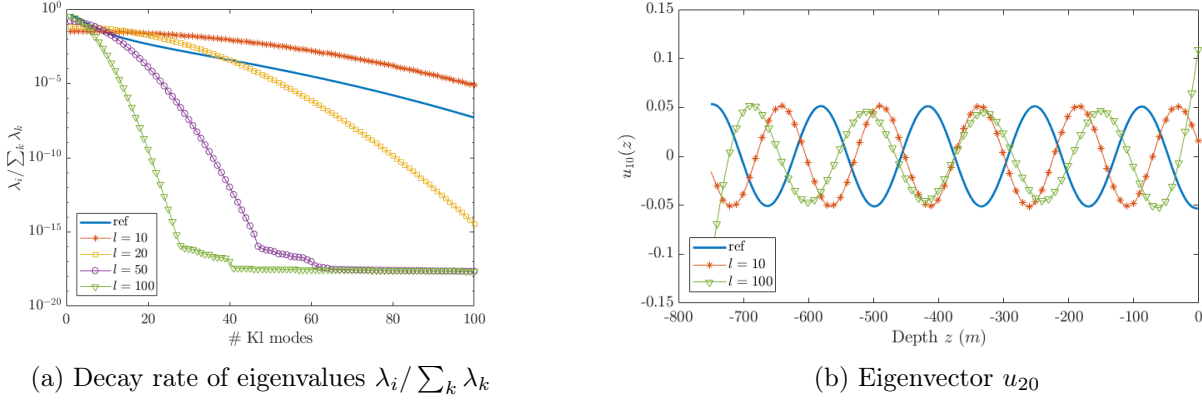 10^0
10^-5
10^-10
10^-15
10^-20
λ_i/ ∑_k λ_k
ref
l = 10
l = 20
l = 50
l = 100
0 20 40 60 80 100
# Kl modes
(a) Decay rate of eigenvalues λ_i/ ∑_k λ_k
0.15
0.1
0.05
0
-0.05
-0.1
-0.15
u_10(z)
ref
l = 10
l = 100
-800 -700 -600 -500 -400 -300 -200 -100 0
Depth z (m)
(b) Eigenvector u_20